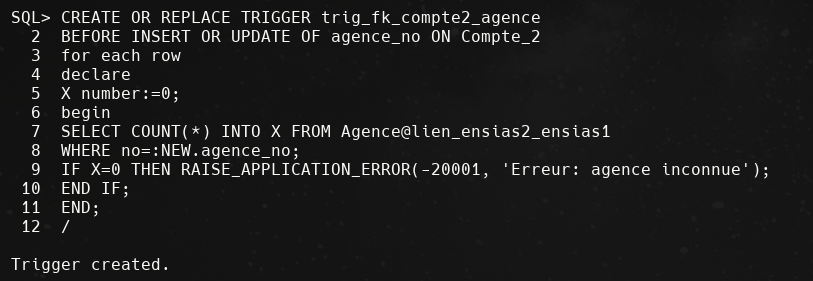 SQL> CREATE OR REPLACE TRIGGER trig_fk_compte2_agence
2 BEFORE INSERT OR UPDATE OF agence_no ON Compte_2
3 for each row
4 declare
5 X number:=0;
6 begin
7 SELECT COUNT(*) INTO X FROM Agence@lien_ensias2_ensias1
8 WHERE no=:NEW.agence_no;
9 IF X=0 THEN RAISE_APPLICATION_ERROR(-20001, 'Erreur: agence inconnue');
10 END IF;
11 END;
12 /
Trigger created.